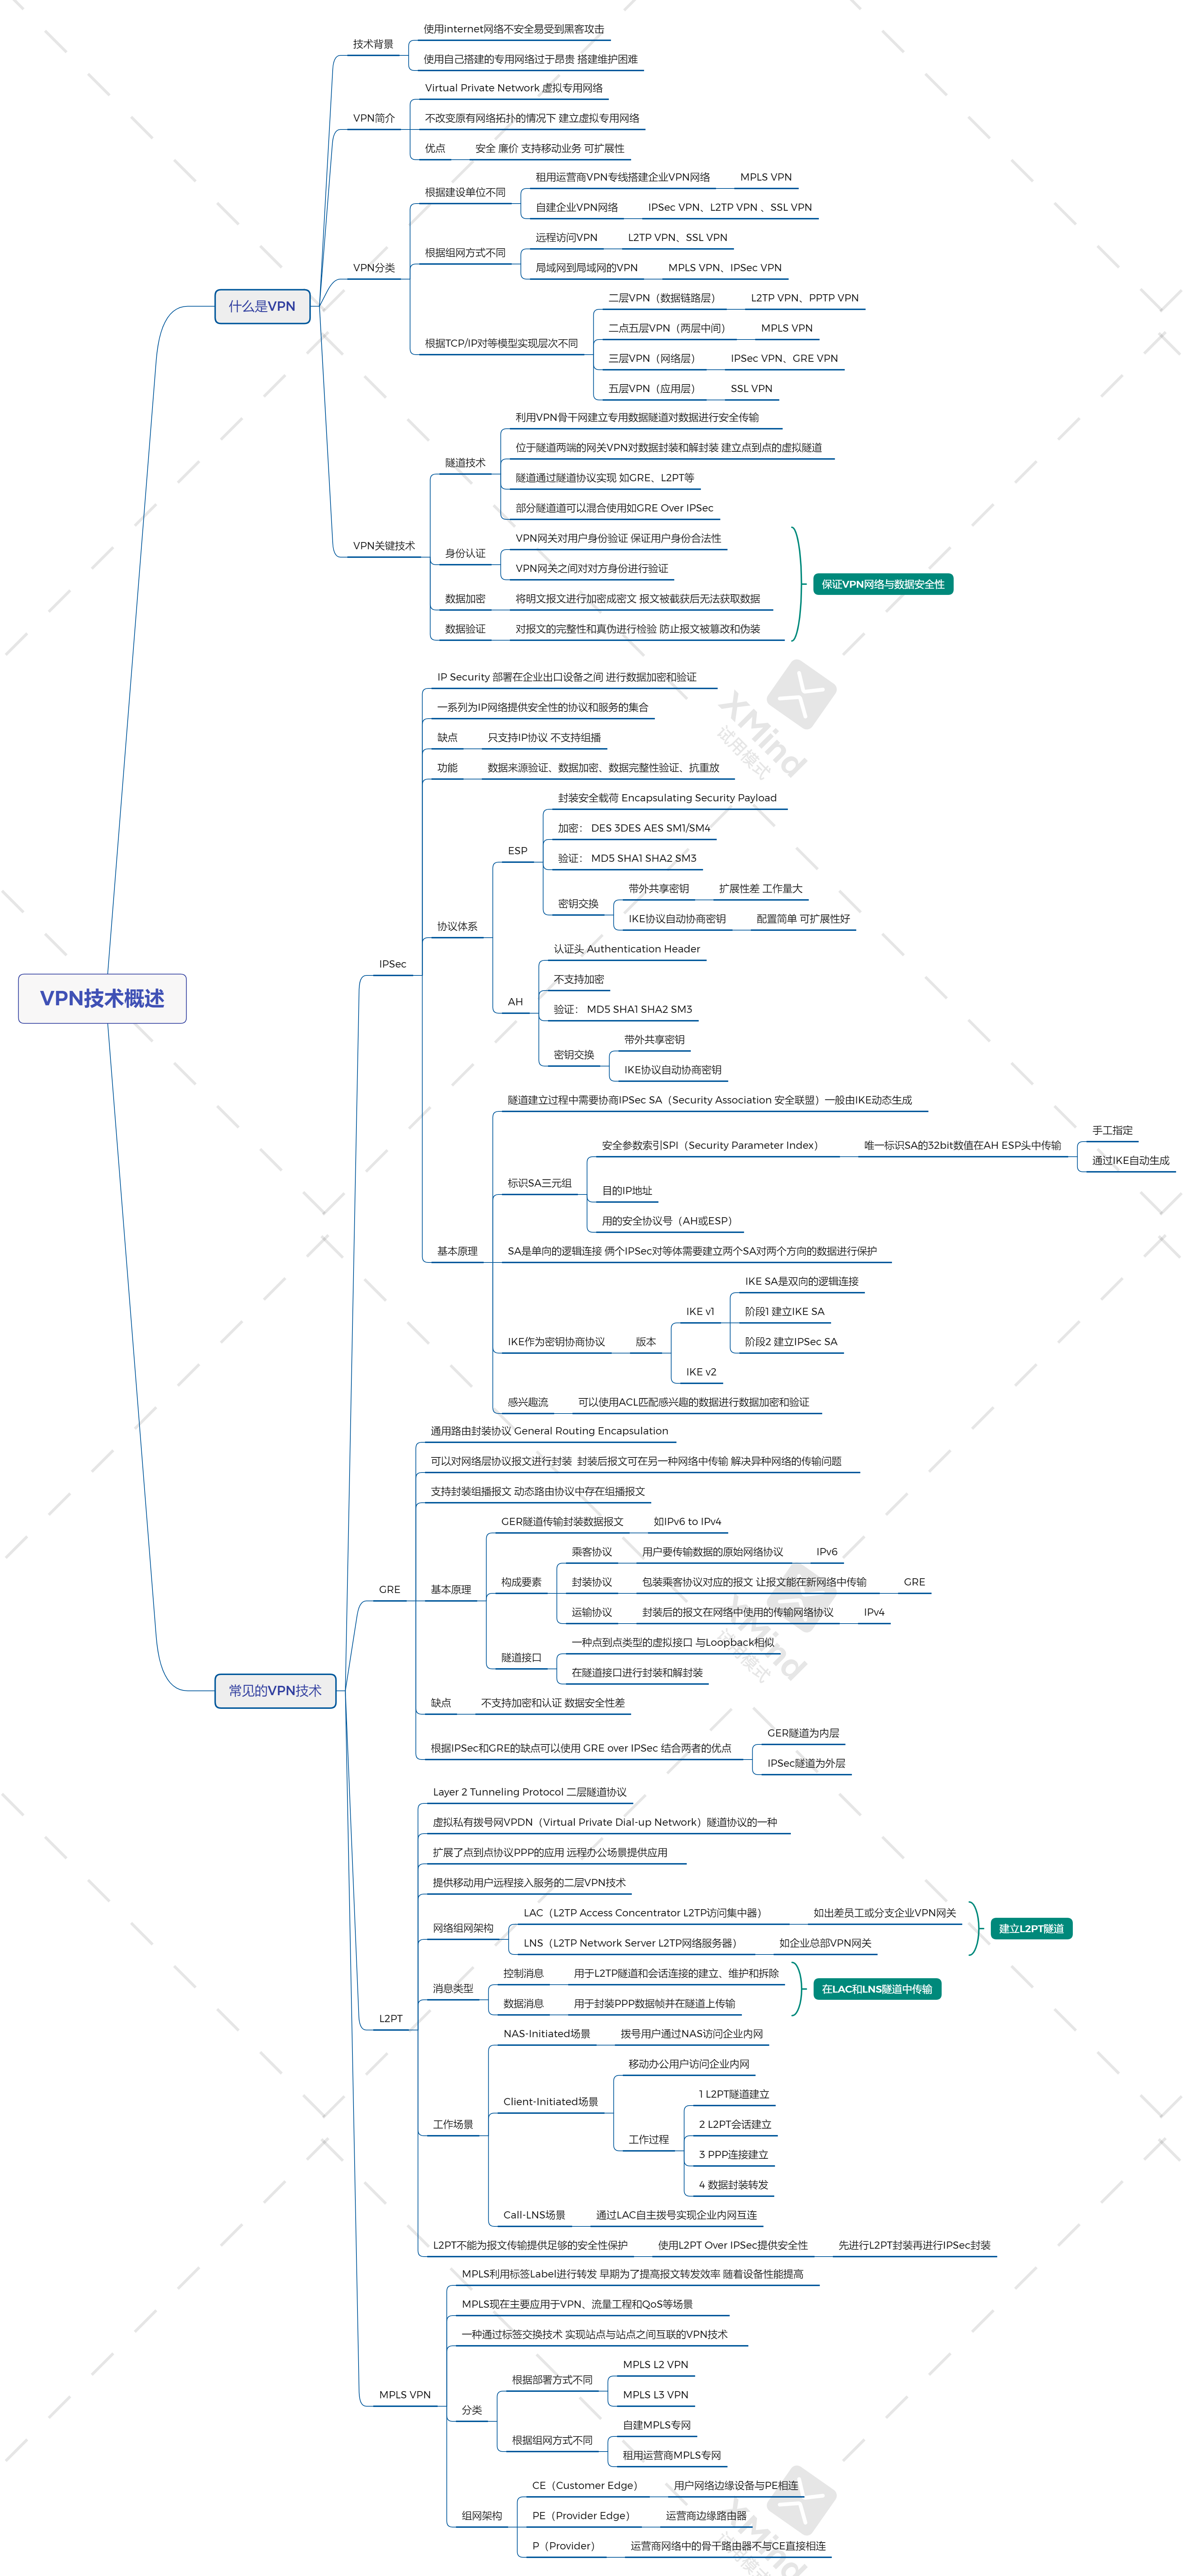 VPN技术概述
什么是VPN
技术背景
使用internet网络不安全易受到黑客攻击
使用自己搭建的专用网络过于昂贵 搭建维护困难
VPN简介
Virtual Private Network 虚拟专用网络
不改变原有网络拓扑的情况下 建立虚拟专用网络
优点
安全 廉价 支持移动业务 可扩展性
VPN分类
根据建设单位不同
租用运营商VPN专线搭建企业VPN网络
MPLS VPN
自建企业VPN网络
IPSec VPN、L2TP VPN 、SSL VPN
根据组网方式不同
远程访问VPN
L2TP VPN、SSL VPN
局域网到局域网的VPN
MPLS VPN、IPSec VPN
根据TCP/IP对等模型实现层次不同
二层VPN（数据链路层）
L2TP VPN、PPTP VPN
二点五层VPN（两层中间）
MPLS VPN
三层VPN（网络层）
IPSec VPN、GRE VPN
五层VPN（应用层）
SSL VPN
VPN关键技术
隧道技术
利用VPN骨干网建立专用数据隧道对数据进行安全传输
位于隧道两端的网关VPN对数据封装和解封装 建立点到点的虚拟隧道
隧道通过隧道协议实现 如GRE、L2PT等
部分隧道道可以混合使用如GRE Over IPSec
身份认证
VPN网关对用户身份验证 保证用户身份合法性
VPN网关之间对对方身份进行验证
数据加密
将明文报文进行加密成密文 报文被截获后无法获取数据
数据验证
对报文的完整性和真伪进行检验 防止报文被篡改和伪装
保证VPN网络与数据安全性
常见的VPN技术
IPSec
IP Security 部署在企业出口设备之间 进行数据加密和验证
一系列为IP网络提供安全性的协议和服务的集合
缺点
只支持IP协议 不支持组播
功能
数据来源验证、数据加密、数据完整性验证、抗重放
协议体系
ESP
封装安全载荷 Encapsulating Security Payload
加密： DES 3DES AES SM1/SM4
验证： MD5 SHA1 SHA2 SM3
密钥交换
带外共享密钥
扩展性差 工作量大
IKE协议自动协商密钥
配置简单 可扩展性好
AH
认证头 Authentication Header
不支持加密
验证： MD5 SHA1 SHA2 SM3
密钥交换
带外共享密钥
IKE协议自动协商密钥
基本原理
隧道建立过程中需要协商IPSec SA（Security Association 安全联盟）一般由IKE动态生成
标识SA三元组
安全参数索引SPI（Security Parameter Index）
唯一标识SA的32bit数值在AH ESP头中传输
手工指定
通过IKE自动生成
目的IP地址
用的安全协议号（AH或ESP）
SA是单向的逻辑连接 俩个IPSec对等体需要建立两个SA对两个方向的数据进行保护
IKE作为密钥协商协议
版本
IKE v1
IKE SA是双向的逻辑连接
阶段1 建立IKE SA
阶段2 建立IPSec SA
IKE v2
感兴趣流
可以使用ACL匹配感兴趣的数据进行数据加密和验证
GRE
通用路由封装协议 General Routing Encapsulation
可以对网络层协议报文进行封装 封装后报文可在另一种网络中传输 解决异种网络的传输问题
支持封装组播报文 动态路由协议中存在组播报文
基本原理
GER隧道传输封装数据报文
如IPv6 to IPv4
构成要素
乘客协议
用户要传输数据的原始网络协议
IPv6
封装协议
包装乘客协议对应的报文 让报文能在新网络中传输
GRE
运输协议
封装后的报文在网络中使用的传输网络协议
IPv4
隧道接口
一种点到点类型的虚拟接口 与Loopback相似
在隧道接口进行封装和解封装
缺点
不支持加密和认证 数据安全性差
根据IPSec和GRE的缺点可以使用 GRE over IPSec 结合两者的优点
GER隧道为内层
IPSec隧道为外层
L2PT
Layer 2 Tunneling Protocol 二层隧道协议
虚拟私有拨号网VPDN（Virtual Private Dial-up Network）隧道协议的一种
扩展了点到点协议PPP的应用 远程办公场景提供应用
提供移动用户远程接入服务的二层VPN技术
网络组网架构
LAC（L2TP Access Concentrator L2TP访问集中器）
如出差员工或分支企业VPN网关
LNS（L2TP Network Server L2TP网络服务器）
如企业总部VPN网关
建立L2PT隧道
消息类型
控制消息
用于L2TP隧道和会话连接的建立、维护和拆除
数据消息
用于封装PPP数据帧并在隧道上传输
在LAC和LNS隧道中传输
工作场景
NAS-Initiated场景
拨号用户通过NAS访问企业内网
Client-Initiated场景
移动办公用户访问企业内网
工作过程
1 L2PT隧道建立
2 L2PT会话建立
3 PPP连接建立
4 数据封装转发
Call-LNS场景
通过LAC自主拨号实现企业内网互连
L2PT不能为报文传输提供足够的安全性保护
使用L2PT Over IPSec提供安全性
先进行L2PT封装再进行IPSec封装
MPLS VPN
MPLS利用标签Label进行转发 早期为了提高报文转发效率 随着设备性能提高
MPLS现在主要应用于VPN、流量工程和QoS等场景
一种通过标签交换技术 实现站点与站点之间互联的VPN技术
分类
根据部署方式不同
MPLS L2 VPN
MPLS L3 VPN
根据组网方式不同
自建MPLS专网
租用运营商MPLS专网
组网架构
CE（Customer Edge）
用户网络边缘设备与PE相连
PE（Provider Edge）
运营商边缘路由器
P（Provider）
运营商网络中的骨干路由器不与CE直接相连
XMind
试用模式
XMind
试用模式
XMind
试用模式